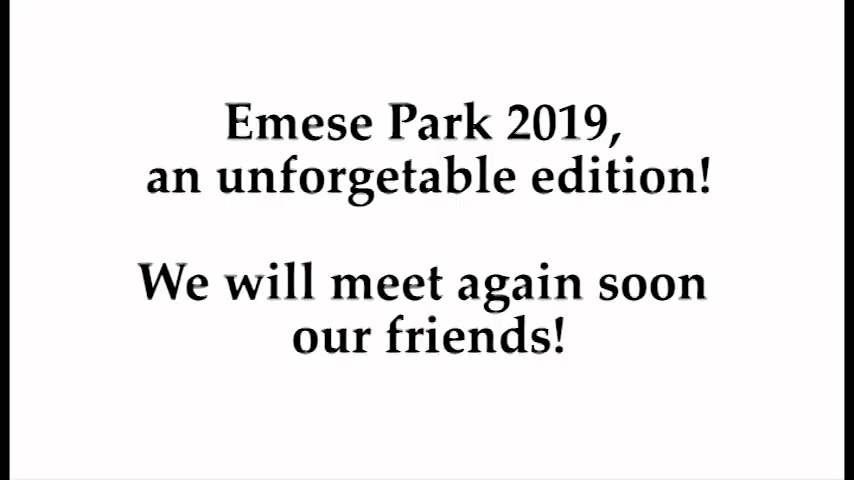 Emese Park 2019,
an unforgetable edition!
We will meet again soon
our friends!